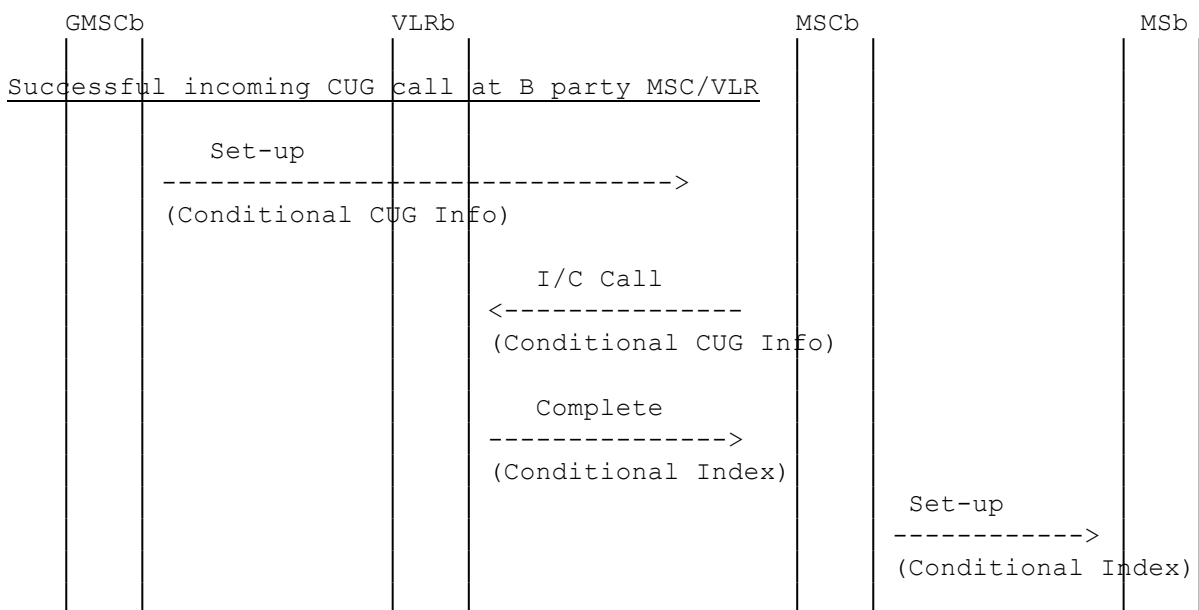 GMSCb VLRb MSCb MSb
Successful incoming CUG call at B party MSC/VLR
Set-up
-------------------------------->
(Conditional CUG Info)
I/C Call
<---------------
(Conditional CUG Info)
Complete
--------------->
(Conditional Index)
Set-up
------------>
(Conditional Index)